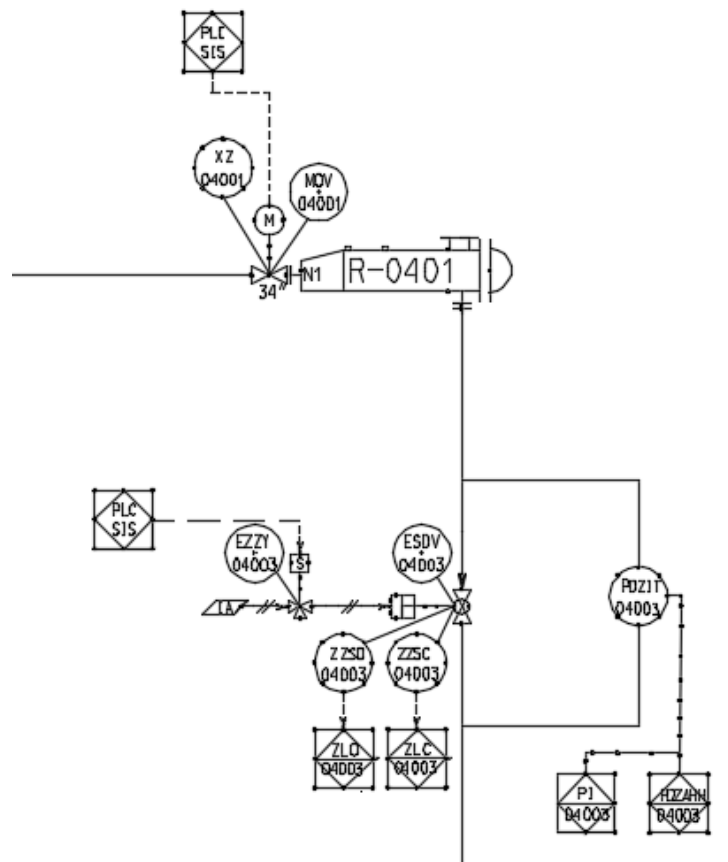 PLC
SIS
XZ
04001
MOV
04001
M
N1
R-0401
34"
PLC
SIS
EZZY
04003
S
ESDV
04003
IA
PDZIT
04003
ZZSO
04003
ZZSC
04003
ZLO
04003
ZLC
04003
PI
04003
PDZAHH
04003